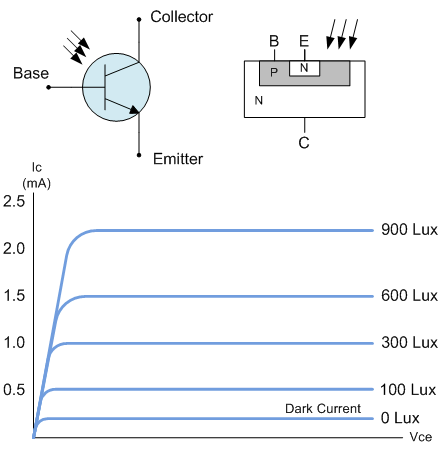 Collector
Base
Emitter
B E
P N
N
C
Ic
(mA)
2.5
2.0
1.5
1.0
0.5
900 Lux
600 Lux
300 Lux
100 Lux
Dark Current
0 Lux
Vce